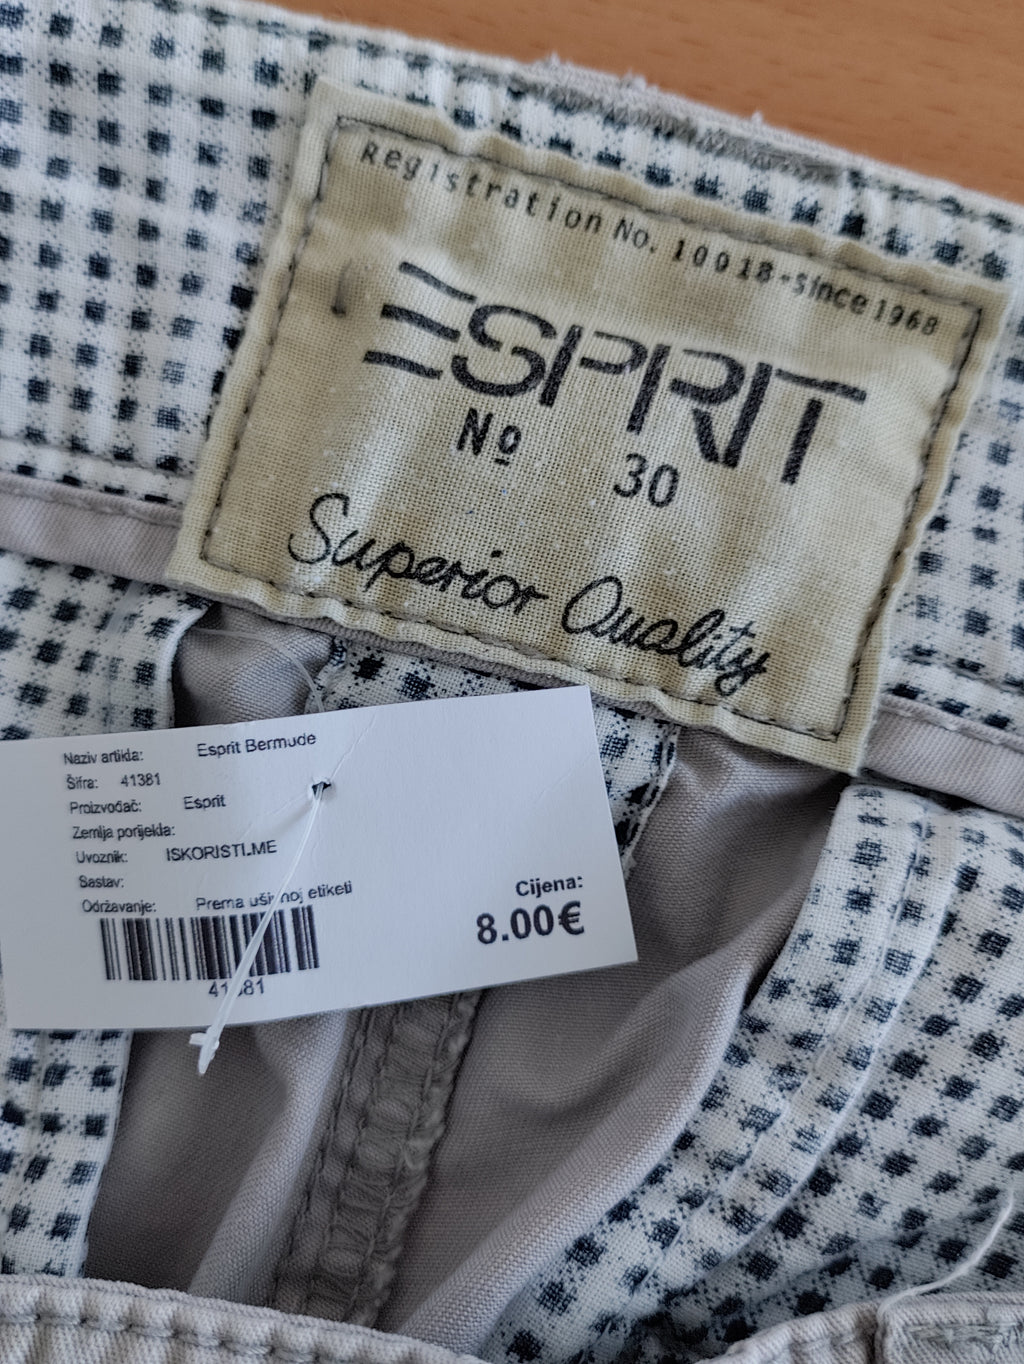 Registration No. 10018-since 1968
ESPRIT
Nº 30
Superior Quality
Naziv artikla: Esprit Bermude
Šifra: 41381
Proizvođač: Esprit
Zemlja porijekla:
Uvoznik: ISKORISTI.ME
Sastav:
Održavanje: Prema ušivnoj etiketi
Cijena:
8.00€
41381